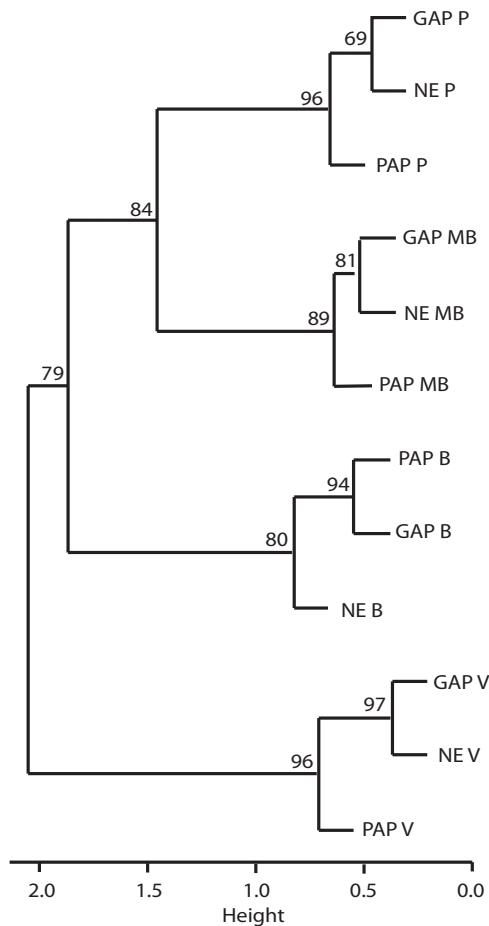 GAP P
69
NE P
96
PAP P
84
GAP MB
81
NE MB
89
PAP MB
79
PAP B
94
GAP B
80
NE B
GAP V
97
NE V
96
PAP V
2.0 1.5 1.0 0.5 0.0
Height